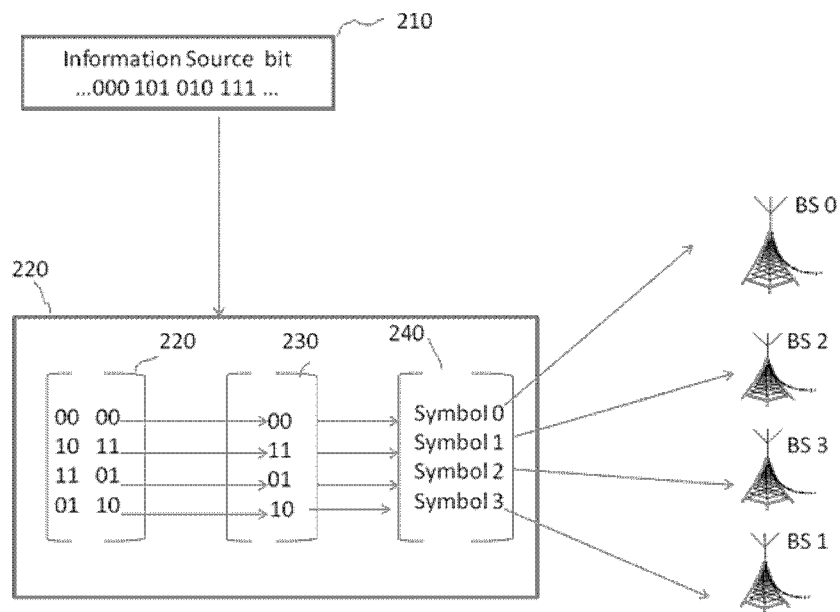 210
Information Source bit
...000 101 010 111 ...
BS 0
220
220
230
240
BS 2
00 00
00
Symbol 0
10 11
11
Symbol 1
11 01
01
Symbol 2
BS 3
01 10
10
Symbol 3
BS 1